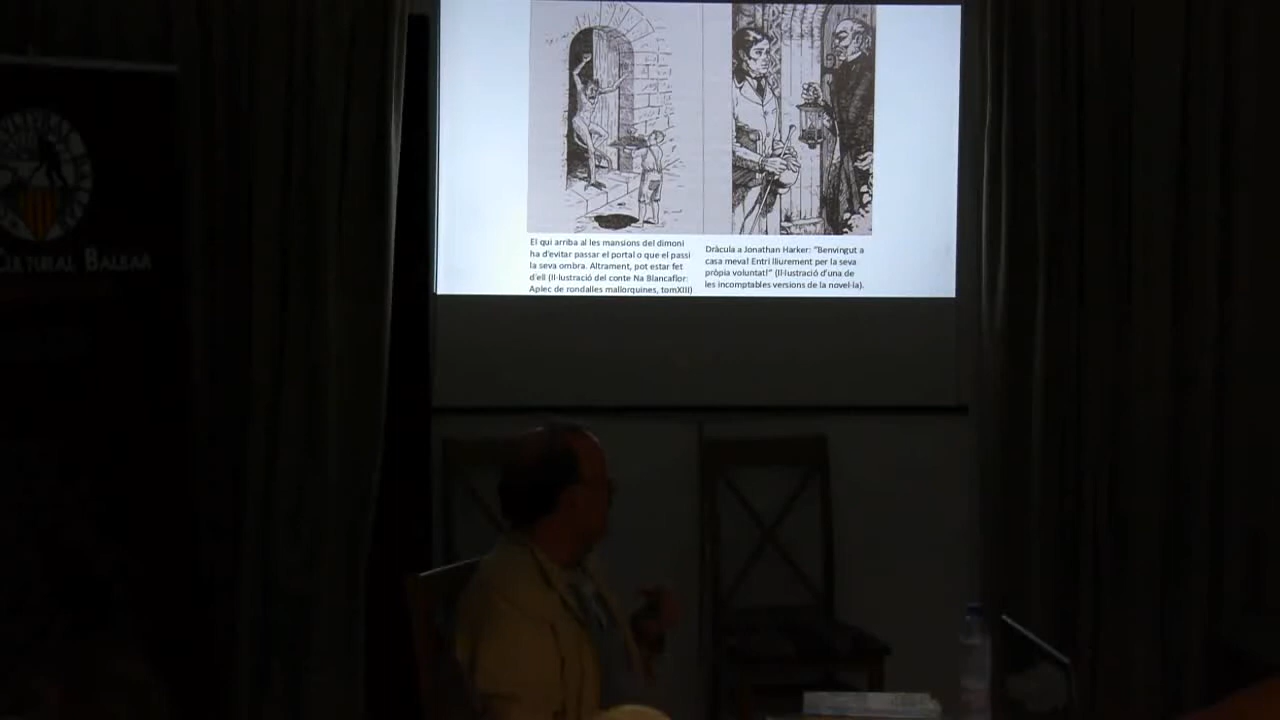 El qui arriba al les mansions del dimoni
ha d'evitar passar el portal o que el passi
la seva ombra. Altrament, pot estar fet
d'ell (Il·lustració del conte Na Blancaflor:
Aplec de rondalles mallorquines, tomXIII)
Dràcula a Jonathan Harker: "Benvingut a
casa meva! Entri lliurement per la seva
pròpia voluntat!" (Il·lustració d'una de
les incomptables versions de la novel·la).
Cultural Balear